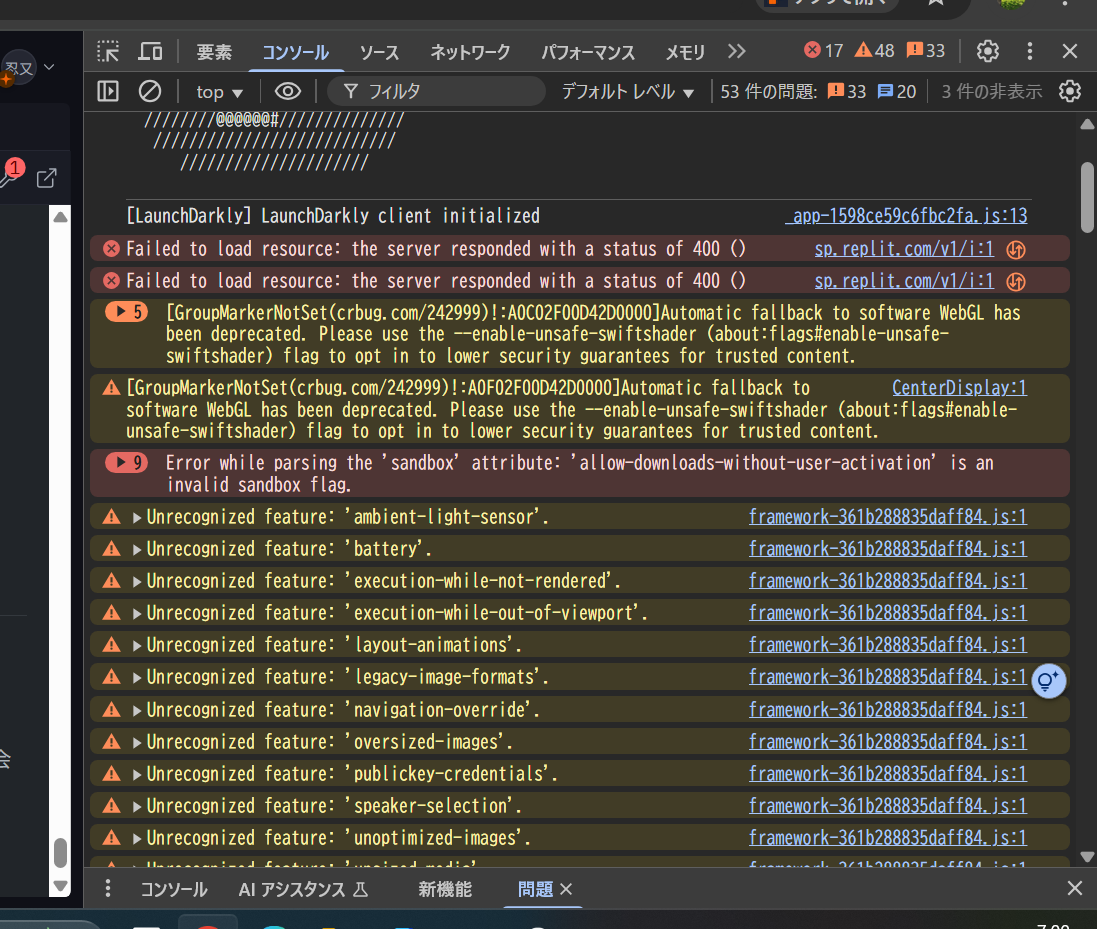 忍又
要素 コンソール ソース ネットワーク パフォーマンス メモリ 17 48 33
top フィルタ デフォルト レベル 53 件の問題: 33 20 3 件の非表示
////////@@@@@@#//////////////
///////////////////////////
/////////////////////
1
[LaunchDarkly] LaunchDarkly client initialized _app-1598ce59c6fbc2fa.js:13
Failed to load resource: the server responded with a status of 400 () sp.replit.com/v1/i:1
Failed to load resource: the server responded with a status of 400 () sp.replit.com/v1/i:1
5 [GroupMarkerNotSet(crbug.com/242999)!:A0C02F00D42D0000]Automatic fallback to software WebGL has
been deprecated. Please use the --enable-unsafe-swiftshader (about:flags#enable-unsafe-
swiftshader) flag to opt in to lower security guarantees for trusted content.
[GroupMarkerNotSet(crbug.com/242999)!:A0F02F00D42D0000]Automatic fallback to CenterDisplay:1
software WebGL has been deprecated. Please use the --enable-unsafe-swiftshader (about:flags#enable-
unsafe-swiftshader) flag to opt in to lower security guarantees for trusted content.
9 Error while parsing the 'sandbox' attribute: 'allow-downloads-without-user-activation' is an
invalid sandbox flag.
Unrecognized feature: 'ambient-light-sensor'. framework-361b288835daff84.js:1
Unrecognized feature: 'battery'. framework-361b288835daff84.js:1
Unrecognized feature: 'execution-while-not-rendered'. framework-361b288835daff84.js:1
Unrecognized feature: 'execution-while-out-of-viewport'. framework-361b288835daff84.js:1
Unrecognized feature: 'layout-animations'. framework-361b288835daff84.js:1
Unrecognized feature: 'legacy-image-formats'. framework-361b288835daff84.js:1
Unrecognized feature: 'navigation-override'. framework-361b288835daff84.js:1
Unrecognized feature: 'oversized-images'. framework-361b288835daff84.js:1
会
Unrecognized feature: 'publickey-credentials'. framework-361b288835daff84.js:1
Unrecognized feature: 'speaker-selection'. framework-361b288835daff84.js:1
Unrecognized feature: 'unoptimized-images'. framework-361b288835daff84.js:1
コンソール AI アシスタンス 新機能 問題